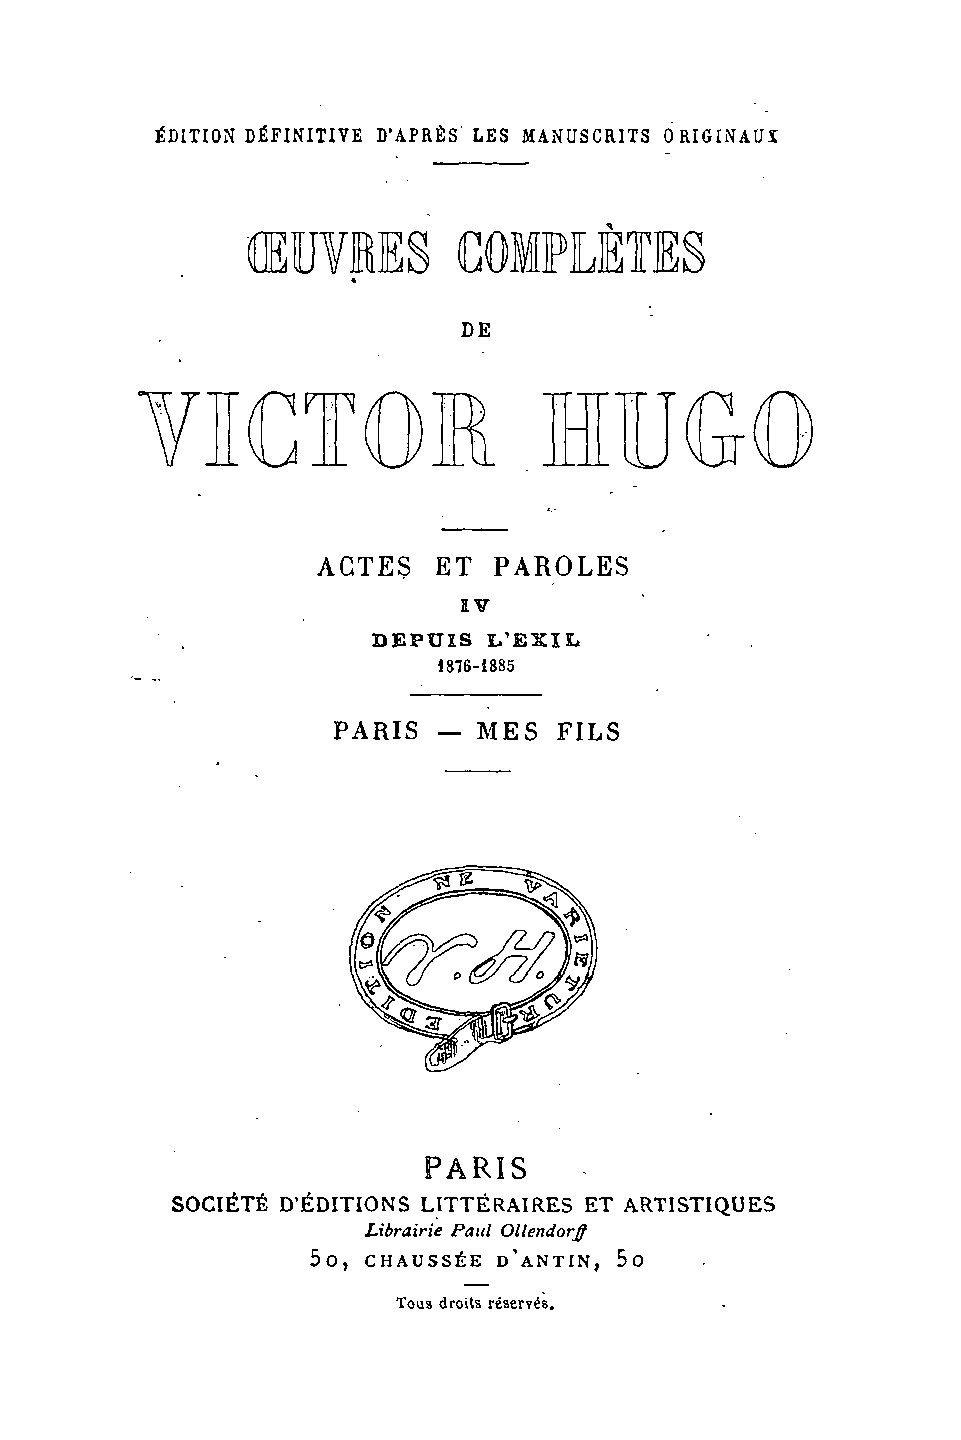 ÉDITION DÉFINITIVE D'APRÈS LES MANUSCRITS ORIGINAUX
ŒUVRES COMPLÈTES
DE
VICTOR HUGO
ACTES ET PAROLES
IV
DEPUIS L'EXIL
1876-1885
PARIS — MES FILS
EDITION NE VARIETUR
V.H.
PARIS
SOCIÉTÉ D'ÉDITIONS LITTÉRAIRES ET ARTISTIQUES
Librairie Paul Ollendorff
50, CHAUSSÉE D'ANTIN, 50
Tous droits réservés.